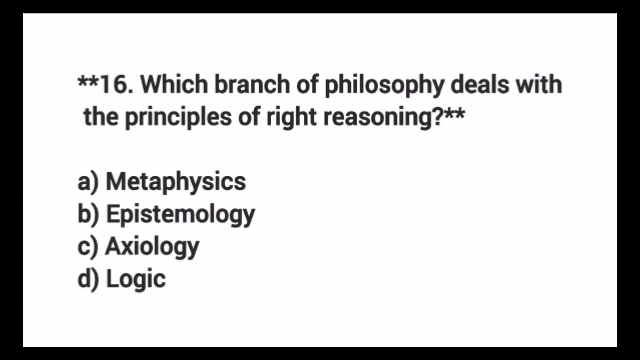 **16. Which branch of philosophy deals with
the principles of right reasoning?**
a) Metaphysics
b) Epistemology
c) Axiology
d) Logic